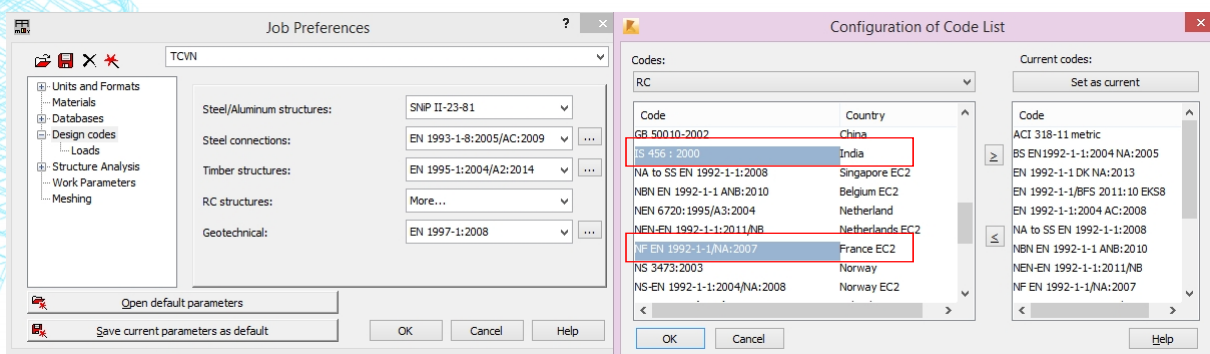 Job Preferences
?
TCVN
Units and Formats
Materials
Databases
Design codes
Loads
Structure Analysis
Work Parameters
Meshing
Steel/Aluminum structures:
SNiP II-23-81
Steel connections:
EN 1993-1-8:2005/AC:2009
...
Timber structures:
EN 1995-1:2004/A2:2014
...
RC structures:
More...
Geotechnical:
EN 1997-1:2008
...
Open default parameters
Save current parameters as default
OK
Cancel
Help
Configuration of Code List
Codes:
RC
Code Country
GB 50010-2002 China
IS 456 : 2000 India
NA to SS EN 1992-1-1:2008 Singapore EC2
NBN EN 1992-1-1 ANB:2010 Belgium EC2
NEN 6720:1995/A3:2004 Netherland
NEN-EN 1992-1-1:2011/NB Netherlands EC2
NF EN 1992-1-1/NA:2007 France EC2
NS 3473:2003 Norway
NS-EN 1992-1-1:2004/NA:2008 Norway EC2
≥
≤
Current codes:
Set as current
Code
ACI 318-11 metric
BS EN1992-1-1:2004 NA:2005
EN 1992-1-1 DK NA:2013
EN 1992-1-1/BFS 2011:10 EKS8
EN 1992-1-1:2004 AC:2008
NA to SS EN 1992-1-1:2008
NBN EN 1992-1-1 ANB:2010
NEN-EN 1992-1-1:2011/NB
NF EN 1992-1-1/NA:2007
OK
Cancel
Help